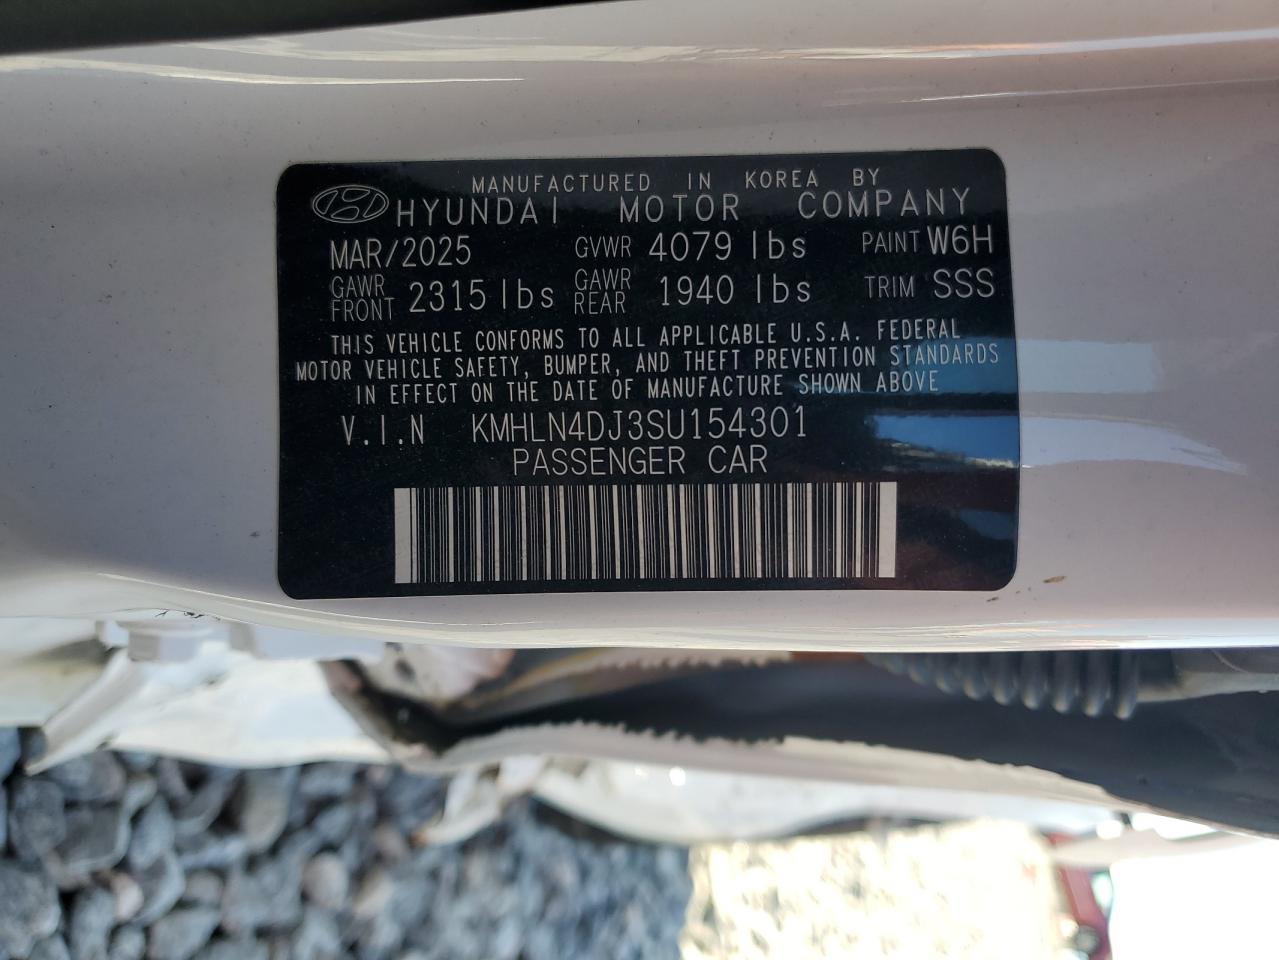 MANUFACTURED IN KOREA BY
HYUNDAI MOTOR COMPANY
MAR/2025 GVWR 4079 lbs PAINT W6H
GAWR FRONT 2315 lbs GAWR REAR 1940 lbs TRIM SSS
THIS VEHICLE CONFORMS TO ALL APPLICABLE U.S.A. FEDERAL
MOTOR VEHICLE SAFETY, BUMPER, AND THEFT PREVENTION STANDARDS
IN EFFECT ON THE DATE OF MANUFACTURE SHOWN ABOVE
V.I.N KMHLN4DJ3SU154301
PASSENGER CAR